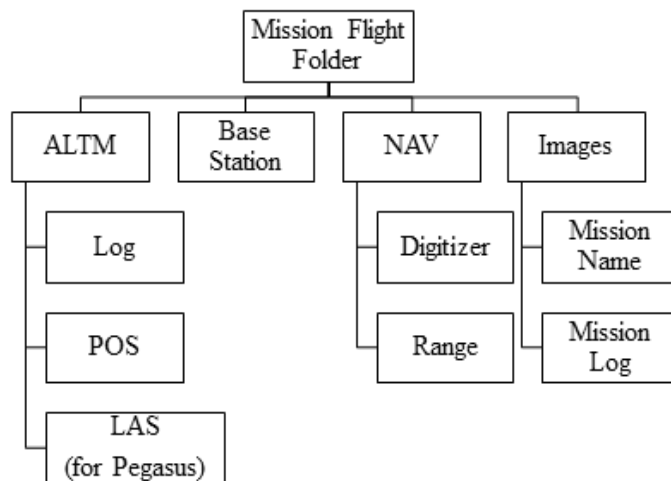 Mission Flight
Folder
ALTM
Base
Station
NAV
Images
Log
POS
LAS
(for Pegasus)
Digitizer
Range
Mission
Name
Mission
Log